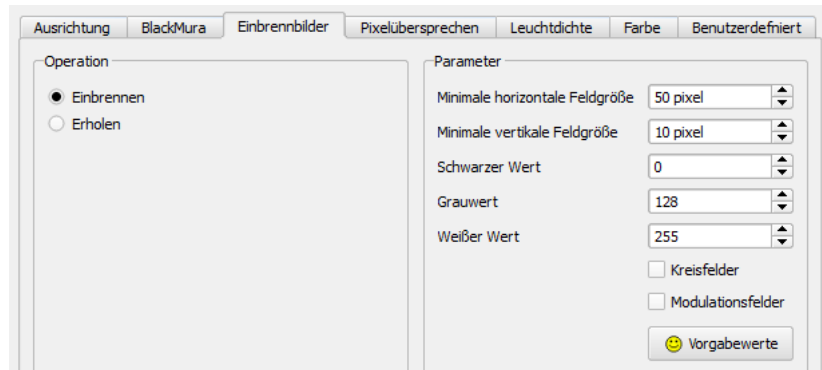 Ausrichtung BlackMura Einbrennbilder Pixelübersprechen Leuchtdichte Farbe Benutzerdefniert
Operation
Einbrennen
Erholen
Parameter
Minimale horizontale Feldgröße 50 pixel
Minimale vertikale Feldgröße 10 pixel
Schwarzer Wert 0
Grauwert 128
Weißer Wert 255
Kreisfelder
Modulationsfelder
Vorgabewerte